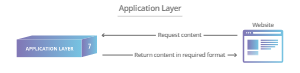 Application Layer
Website
Request content
APPLICATION LAYER
7
Return content in required format